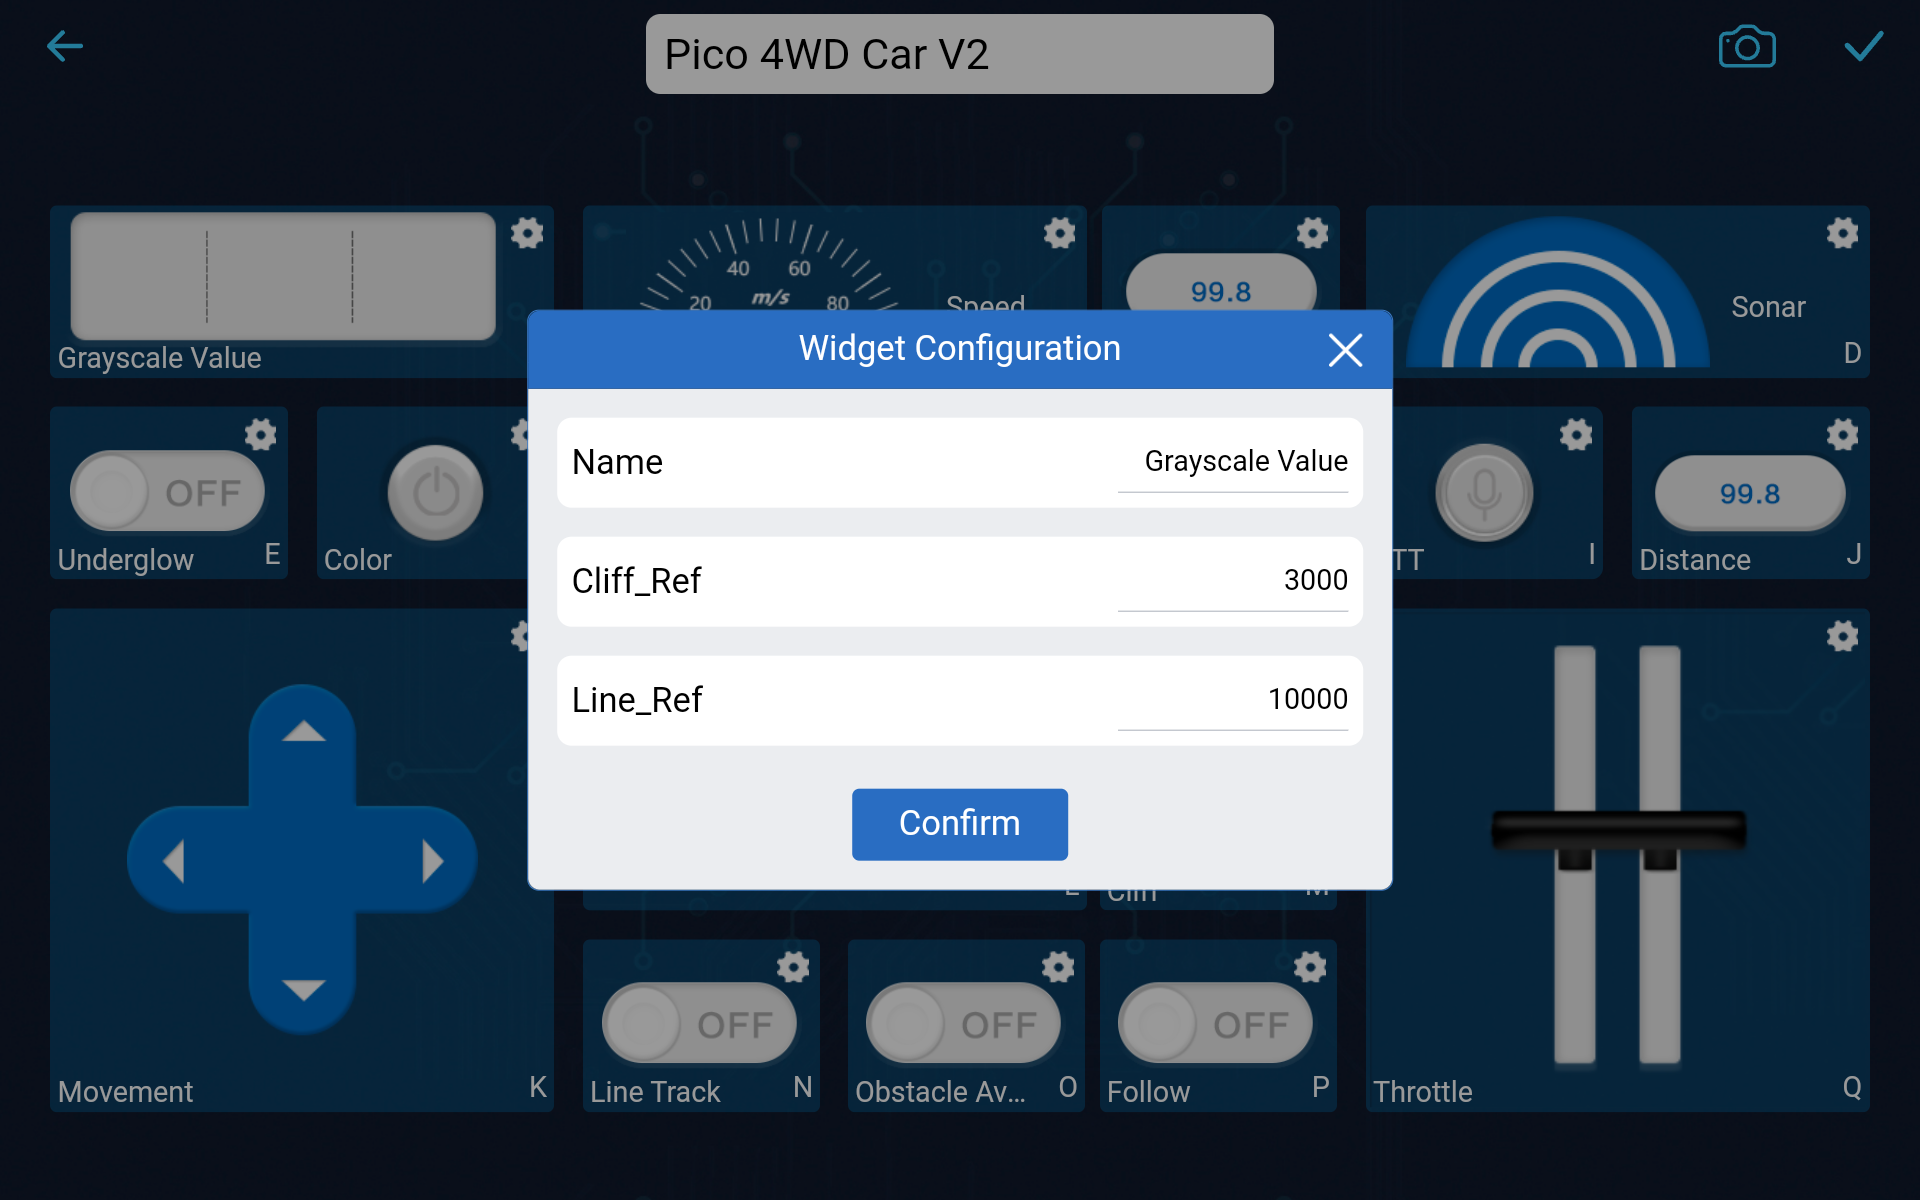 Pico 4WD Car V2
40 60
20 m/s 80
Speed
99.8
Sonar
D
Grayscale Value
Widget Configuration
Name
Grayscale Value
Cliff_Ref
3000
Line_Ref
10000
Confirm
OFF
Underglow E
Color
TT I
99.8
Distance J
Movement K
L
M
OFF
Line Track N
OFF
Obstacle Av... O
OFF
Follow P
Throttle Q